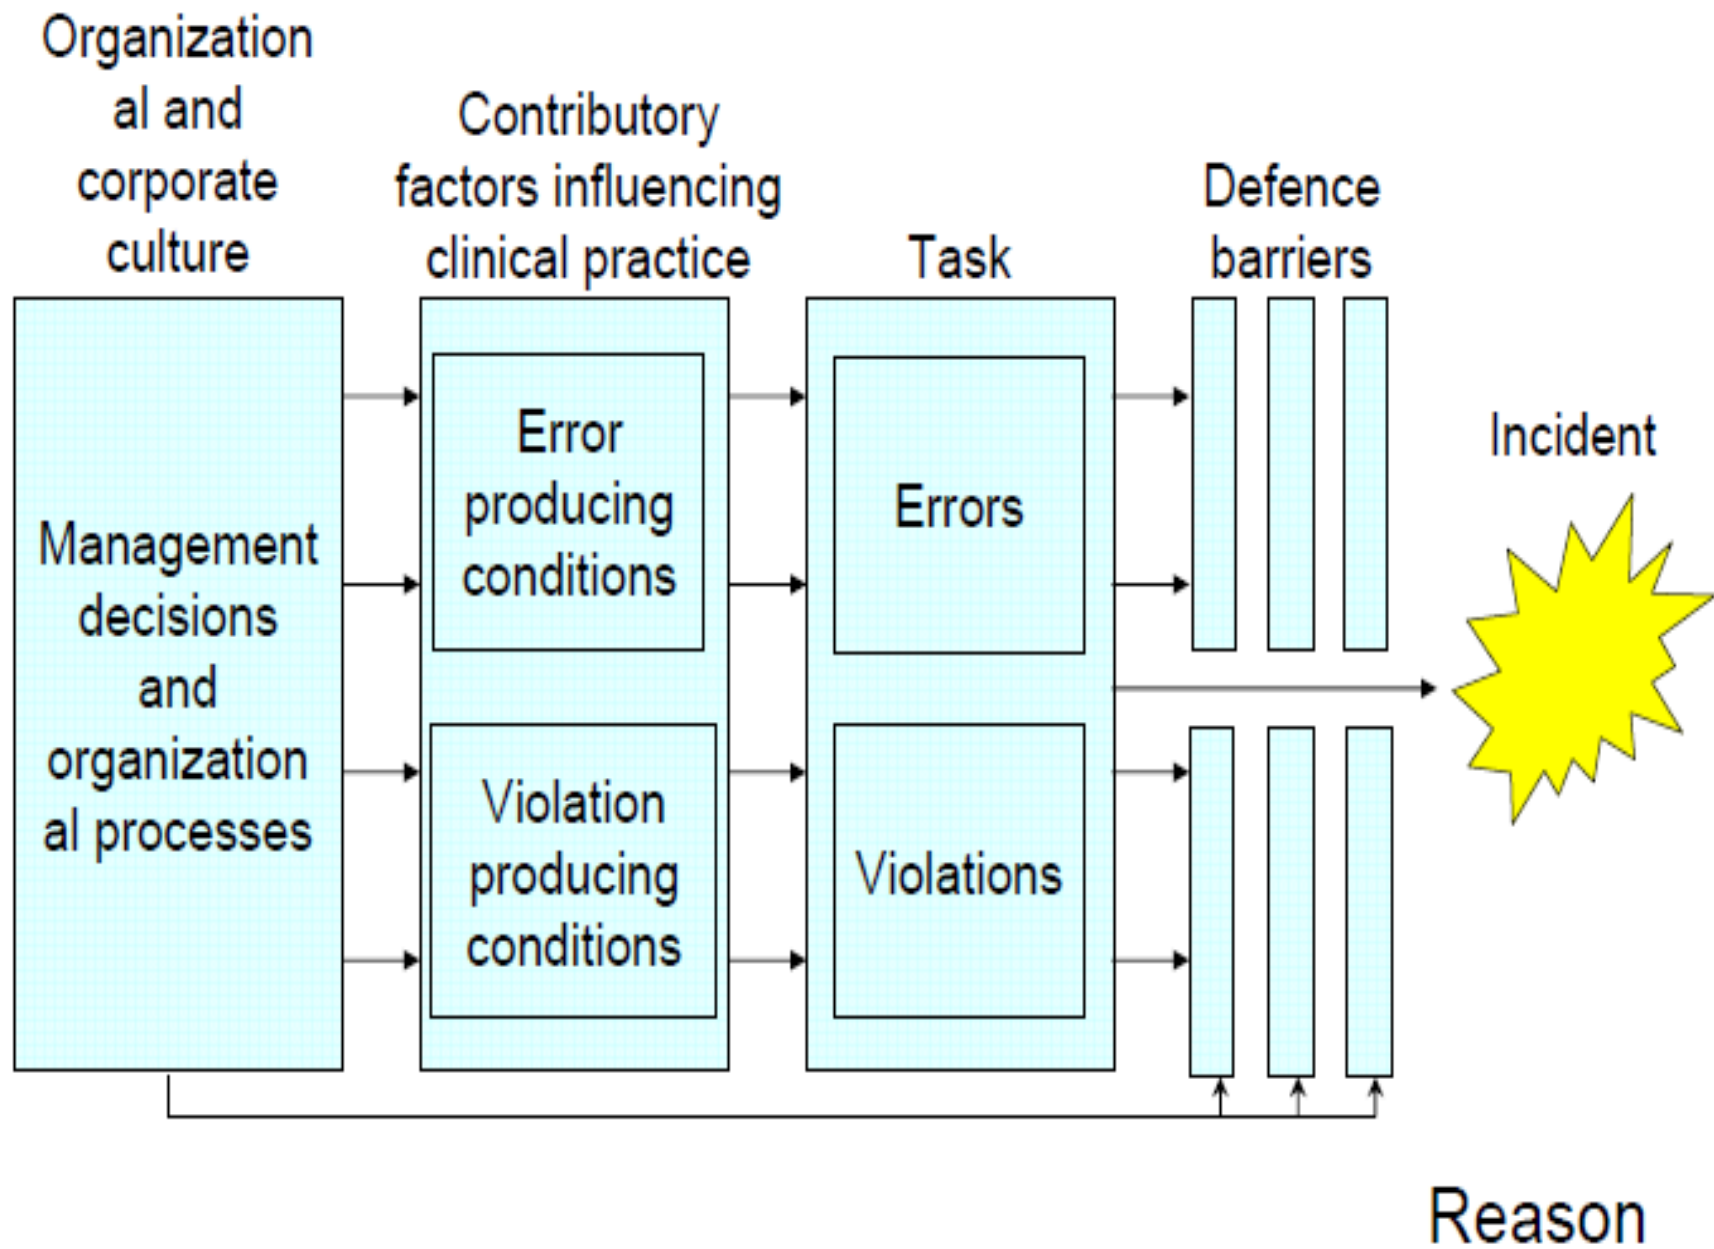 Organization
al and
corporate
culture
Contributory
factors influencing
clinical practice
Task
Defence
barriers
Management
decisions
and
organization
al processes
Error
producing
conditions
Violation
producing
conditions
Errors
Violations
Incident
Reason